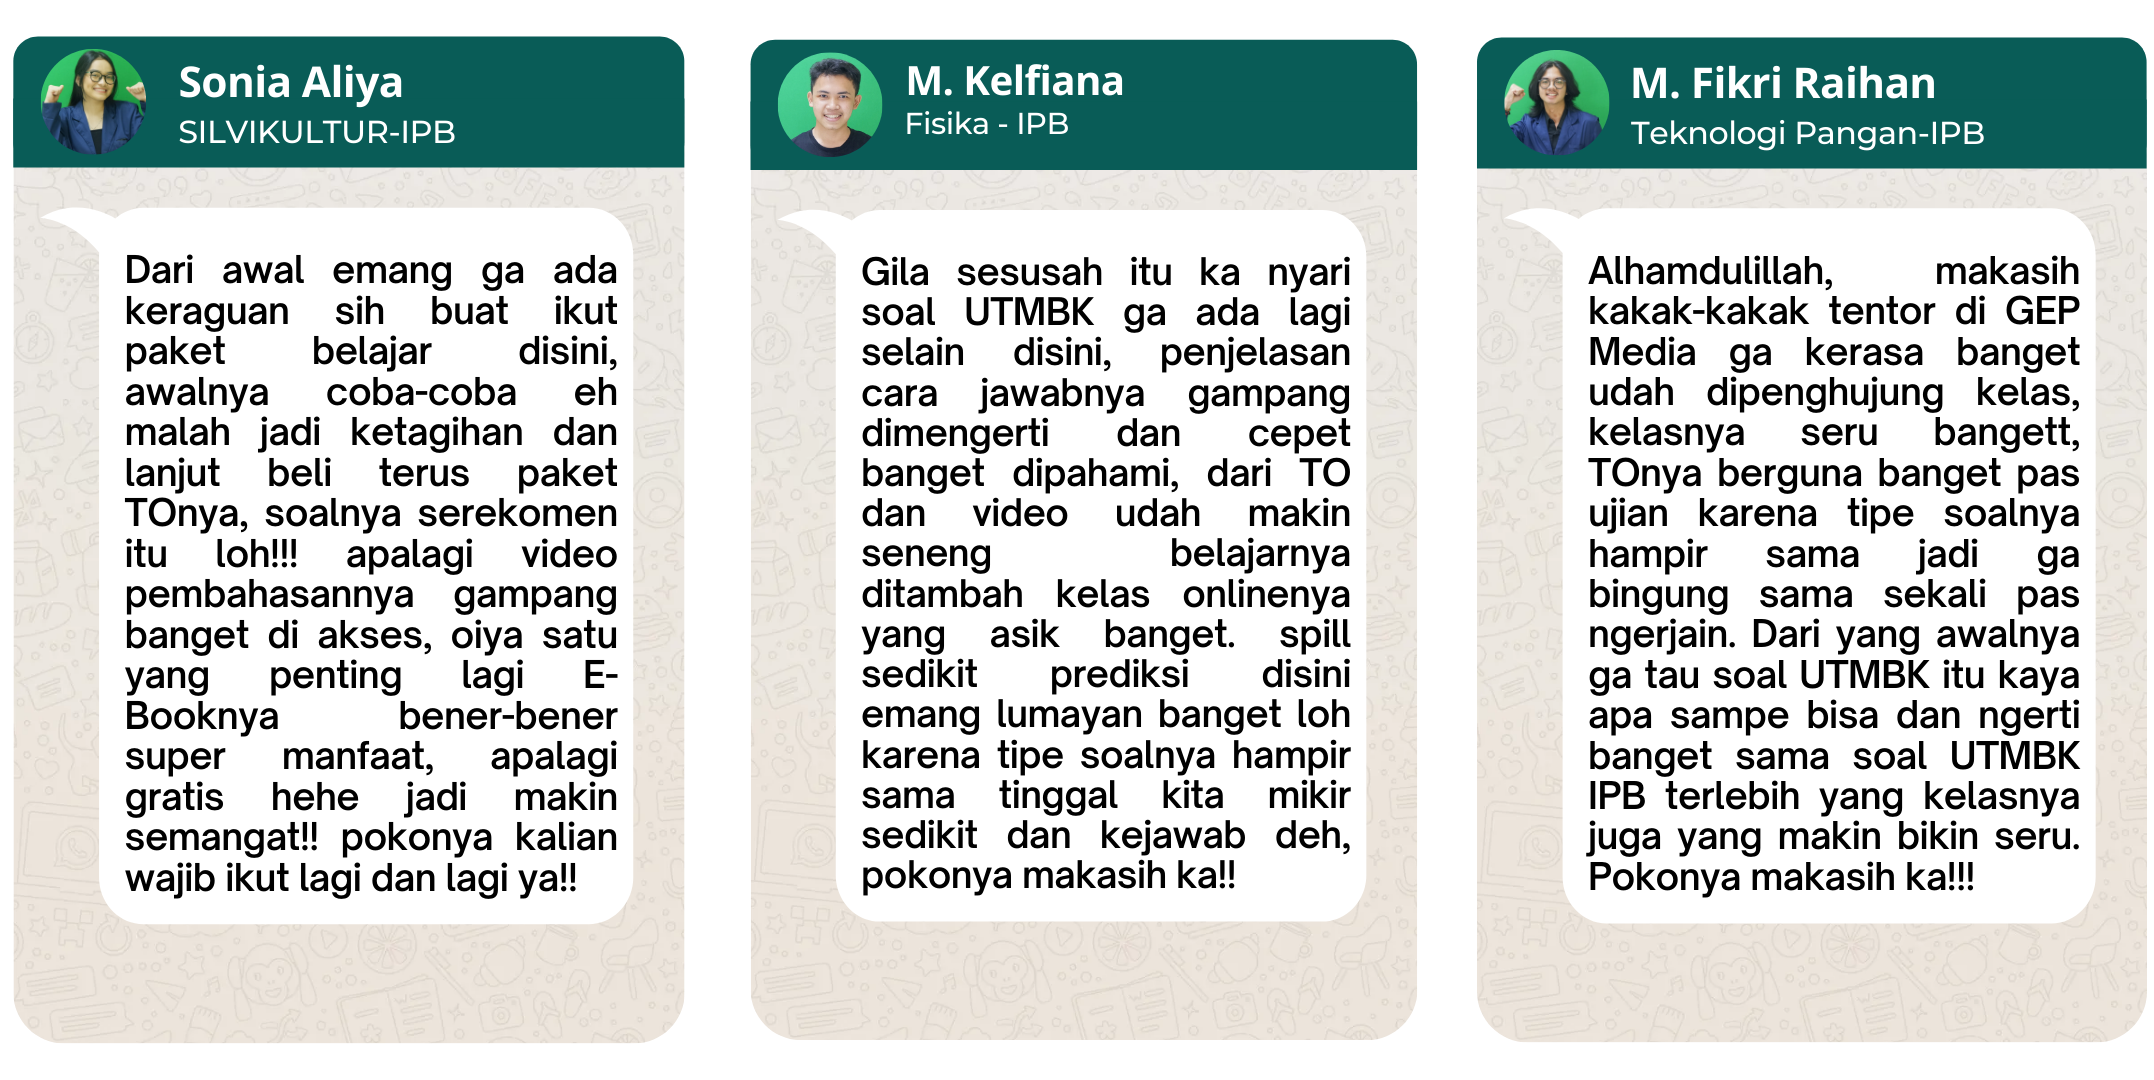 Sonia Aliya
SILVIKULTUR-IPB
Dari awal emang ga ada
keraguan sih buat ikut
paket belajar disini,
awalnya coba-coba eh
malah jadi ketagihan dan
lanjut beli terus paket
TOnya, soalnya serekomen
itu loh!!! apalagi video
pembahasannya gampang
banget di akses, oiya satu
yang penting lagi E-
Booknya bener-bener
super manfaat, apalagi
gratis hehe jadi makin
semangat!! pokonya kalian
wajib ikut lagi dan lagi ya!!
M. Kelfiana
Fisika - IPB
Gila sesusah itu ka nyari
soal UTMBK ga ada lagi
selain disini, penjelasan
cara jawabnya gampang
dimengerti dan cepet
banget dipahami, dari TO
dan video udah makin
seneng belajarnya
ditambah kelas onlinenya
yang asik banget. spill
sedikit prediksi disini
emang lumayan banget loh
karena tipe soalnya hampir
sama tinggal kita mikir
sedikit dan kejawab deh,
pokonya makasih ka!!
M. Fikri Raihan
Teknologi Pangan-IPB
Alhamdulillah, makasih
kakak-kakak tentor di GEP
Media ga kerasa banget
udah dipenghujung kelas,
kelasnya seru bangett,
TOnya berguna banget pas
ujian karena tipe soalnya
hampir sama jadi ga
bingung sama sekali pas
ngerjain. Dari yang awalnya
ga tau soal UTMBK itu kaya
apa sampe bisa dan ngerti
banget sama soal UTMBK
IPB terlebih yang kelasnya
juga yang makin bikin seru.
Pokonya makasih ka!!!